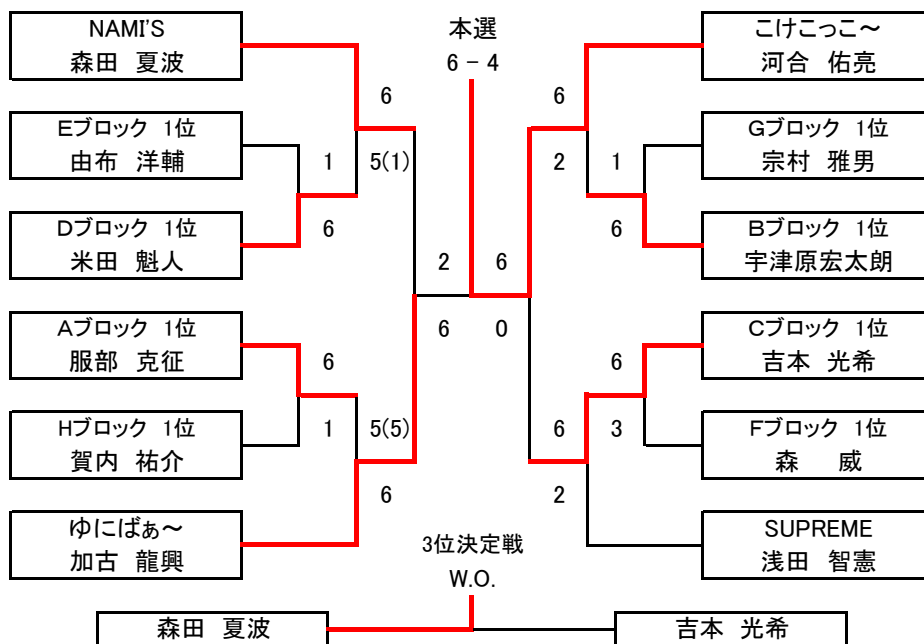 NAMI'S
森田 夏波
Eブロック 1位
由布 洋輔
Dブロック 1位
米田 魁人
Aブロック 1位
服部 克征
Hブロック 1位
賀内 祐介
ゆにばぁ～
加古 龍興
1
6
6
1
6
5(1)
5(5)
6
2
6
本選
6 - 4
6
0
6
2
6
2
1
6
6
3
こけこっこ～
河合 佑亮
Gブロック 1位
宗村 雅男
Bブロック 1位
宇津原宏太朗
Cブロック 1位
吉本 光希
Fブロック 1位
森 威
SUPREME
浅田 智憲
3位決定戦
W.O.
森田 夏波
吉本 光希